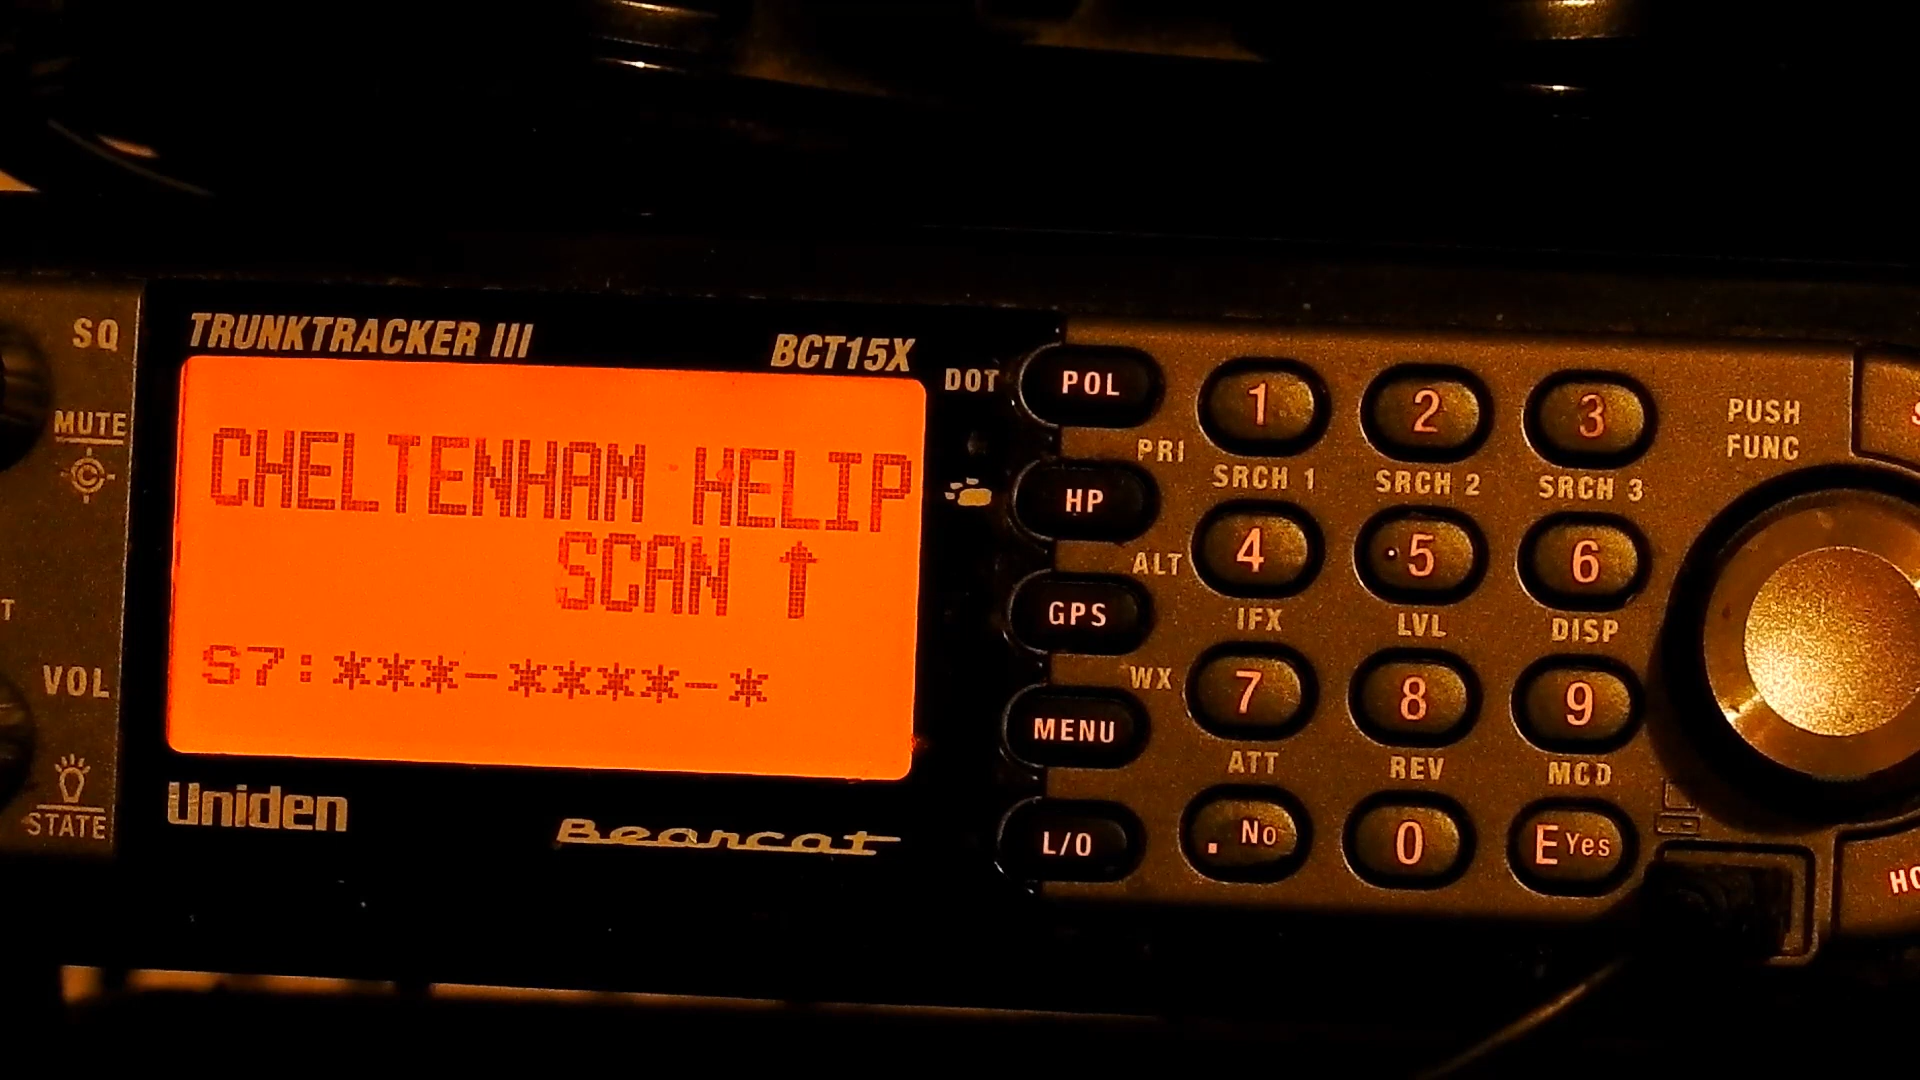 TRUNKTRACKER III
BCT15X
CHELTENHAM HELIP
SCAN ↑
S7:***-****-*
Uniden
Bearcat
SQ
MUTE
VOL
STATE
DOT
POL
PRI
HP
ALT
GPS
WX
MENU
L/O
1 2 3
SRCH 1 SRCH 2 SRCH 3
4 5 6
IFX LVL DISP
7 8 9
ATT REV MCD
. No 0 E Yes
PUSH
FUNC